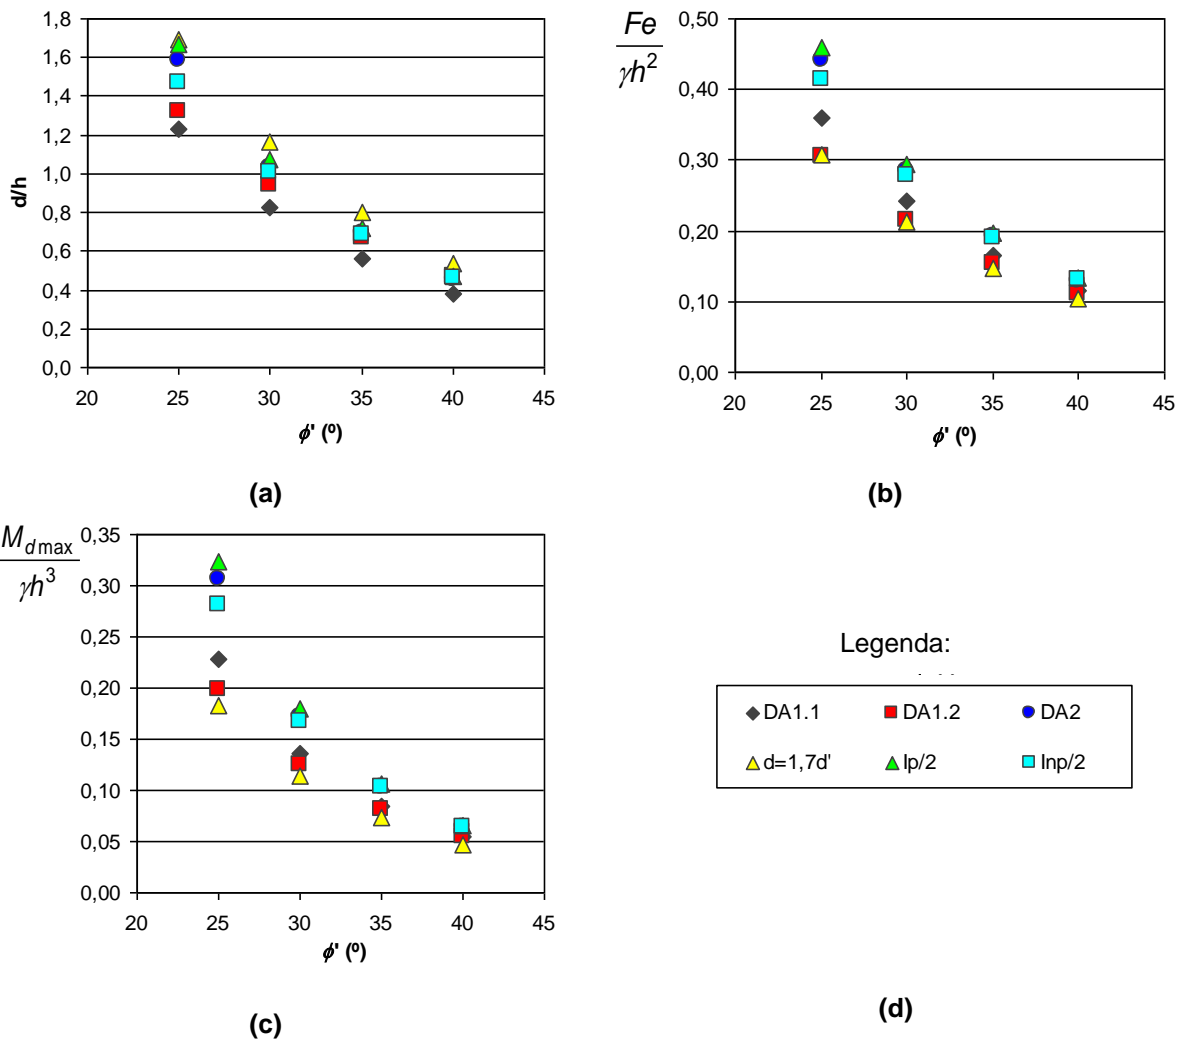 1,8
1,6
1,4
1,2
1,0
0,8
0,6
0,4
0,2
0,0
d/h
20 25 30 35 40 45
ϕ' (º)
(a)
Fe
γh²
0,50
0,40
0,30
0,20
0,10
0,00
20 25 30 35 40 45
ϕ' (º)
(b)
M_dmax
γh³
0,35
0,30
0,25
0,20
0,15
0,10
0,05
0,00
20 25 30 35 40 45
ϕ' (º)
(c)
Legenda:
DA1.1 DA1.2 DA2
d=1,7d' Ip/2 Inp/2
(d)